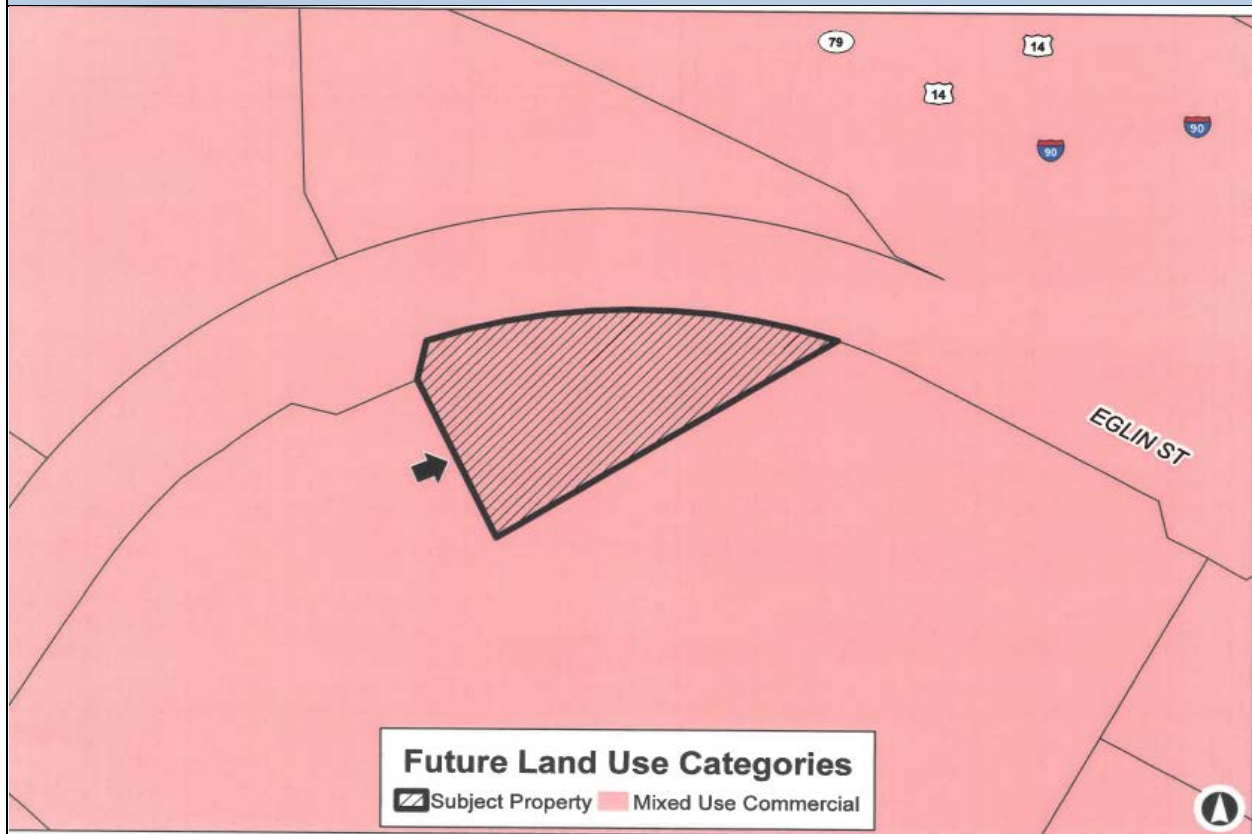 79
14
14
90
90
EGLIN ST
Future Land Use Categories
Subject Property Mixed Use Commercial